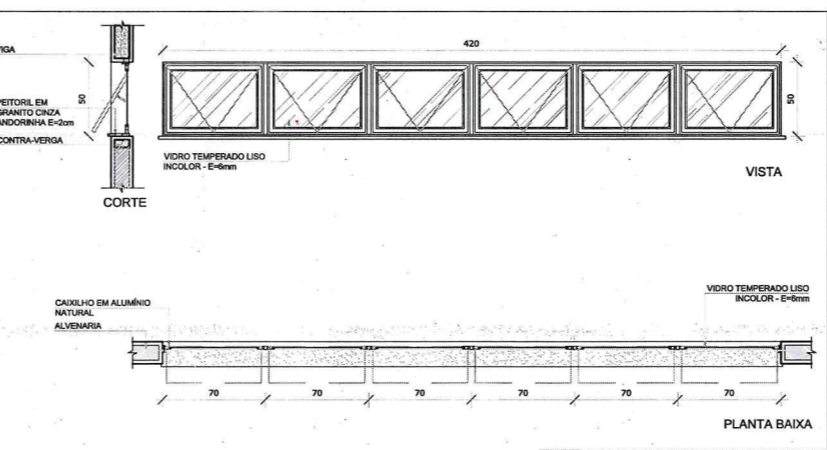 420
50
PEITORIL EM
GRANITO CINZA
ANDORINHA E=2cm
CONTRA-VERGA
50
VIDRO TEMPERADO LISO
INCOLOR - E=6mm
CORTE
VISTA
CAIXILHO EM ALUMÍNIO
NATURAL
ALVENARIA
VIDRO TEMPERADO LISO
INCOLOR - E=6mm
70
70
70
70
70
70
PLANTA BAIXA